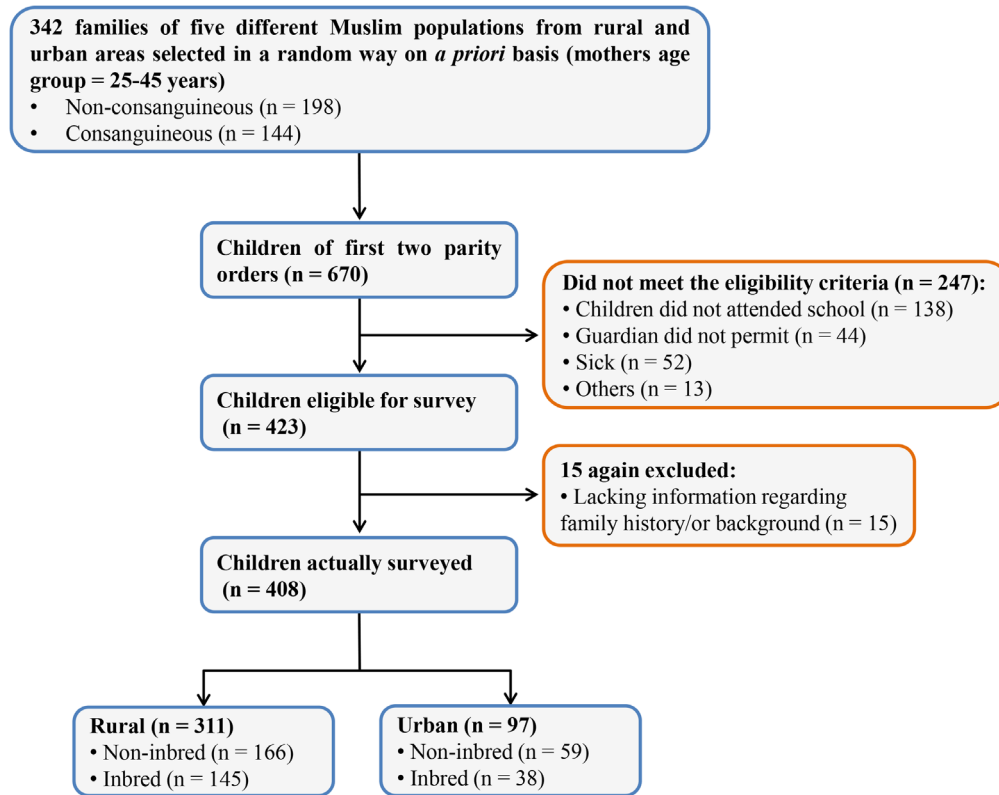 342 families of five different Muslim populations from rural and
urban areas selected in a random way on a priori basis (mothers age
group = 25-45 years)
• Non-consanguineous (n = 198)
• Consanguineous (n = 144)
Children of first two parity
orders (n = 670)
Did not meet the eligibility criteria (n = 247):
• Children did not attended school (n = 138)
• Guardian did not permit (n = 44)
• Sick (n = 52)
• Others (n = 13)
Children eligible for survey
(n = 423)
15 again excluded:
• Lacking information regarding
family history/or background (n = 15)
Children actually surveyed
(n = 408)
Rural (n = 311)
• Non-inbred (n = 166)
• Inbred (n = 145)
Urban (n = 97)
• Non-inbred (n = 59)
• Inbred (n = 38)